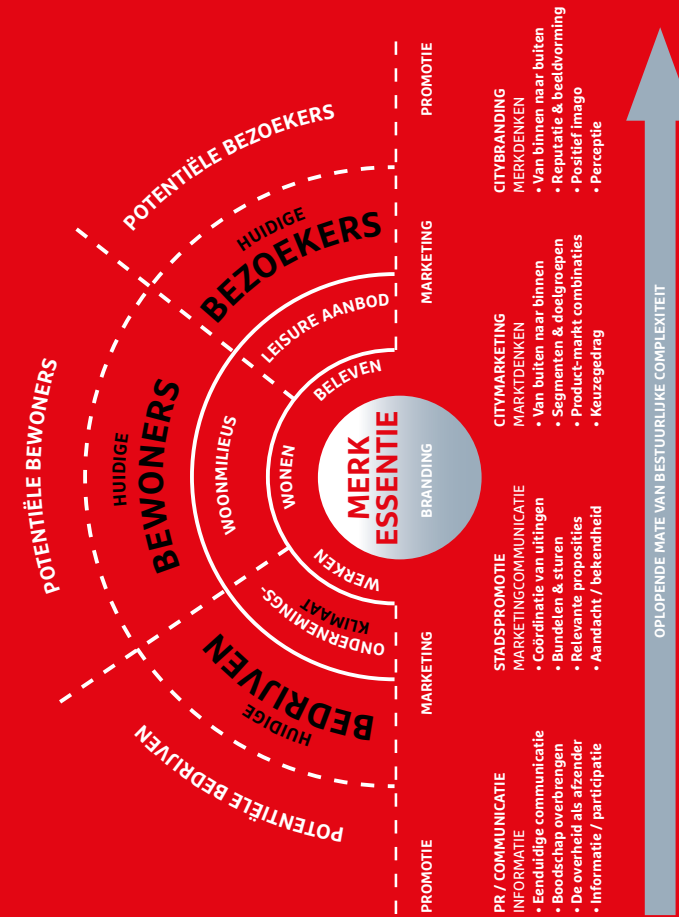 POTENTIËLE BEDRIJVEN
POTENTIËLE BEWONERS
POTENTIËLE BEZOEKERS
HUIDIGE
BEDRIJVEN
HUIDIGE
BEWONERS
HUIDIGE
BEZOEKERS
ONDERNEMINGS-
KLIMAAT
WOONMILIEUS
LEISURE AANBOD
WERKEN
WONEN
BELEVEN
MERK
ESSENTIE
PROMOTIE
MARKETING
BRANDING
MARKETING
PROMOTIE
PR / COMMUNICATIE
INFORMATIE
• Eenduidige communicatie
• Boodschap overbrengen
• De overheid als afzender
• Informatie / participatie
STADSPROMOTIE
MARKETINGCOMMUNICATIE
• Coördinatie van uitingen
• Bundelen & sturen
• Relevante proposities
• Aandacht / bekendheid
CITYMARKETING
MARKTDENKEN
• Van buiten naar binnen
• Segmenten & doelgroepen
• Product-markt combinaties
• Keuzegedrag
CITYBRANDING
MERKDENKEN
• Van binnen naar buiten
• Reputatie & beeldvorming
• Positief imago
• Perceptie
OPLOPENDE MATE VAN BESTUURLIJKE COMPLEXITEIT